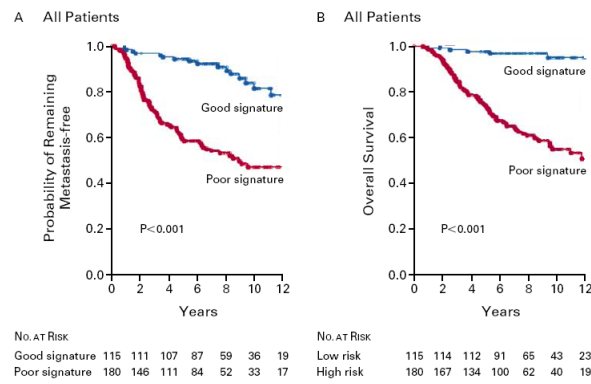 A All Patients
Probability of Remaining
Metastasis-free
1.0
0.8
0.6
0.4
0.2
0.0
Good signature
Poor signature
P<0.001
0 2 4 6 8 10 12
Years
NO. AT RISK
Good signature 115 111 107 87 59 36 19
Poor signature 180 146 111 84 52 33 17
B All Patients
Overall Survival
1.0
0.8
0.6
0.4
0.2
0.0
Good signature
Poor signature
P<0.001
0 2 4 6 8 10 12
Years
NO. AT RISK
Low risk 115 114 112 91 65 43 23
High risk 180 167 134 100 62 40 19